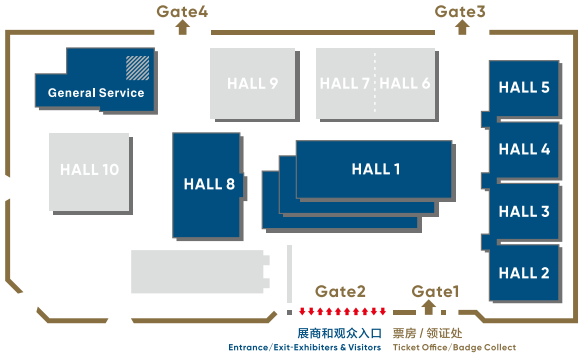 Gate4
Gate3
General Service
HALL 9
HALL 7
HALL 6
HALL 5
HALL 4
HALL 10
HALL 8
HALL 1
HALL 3
HALL 2
Gate2
Gate1
展商和观众入口
票房/领证处
Entrance/Exit-Exhibiters & Visitors
Ticket Office/Badge Collect